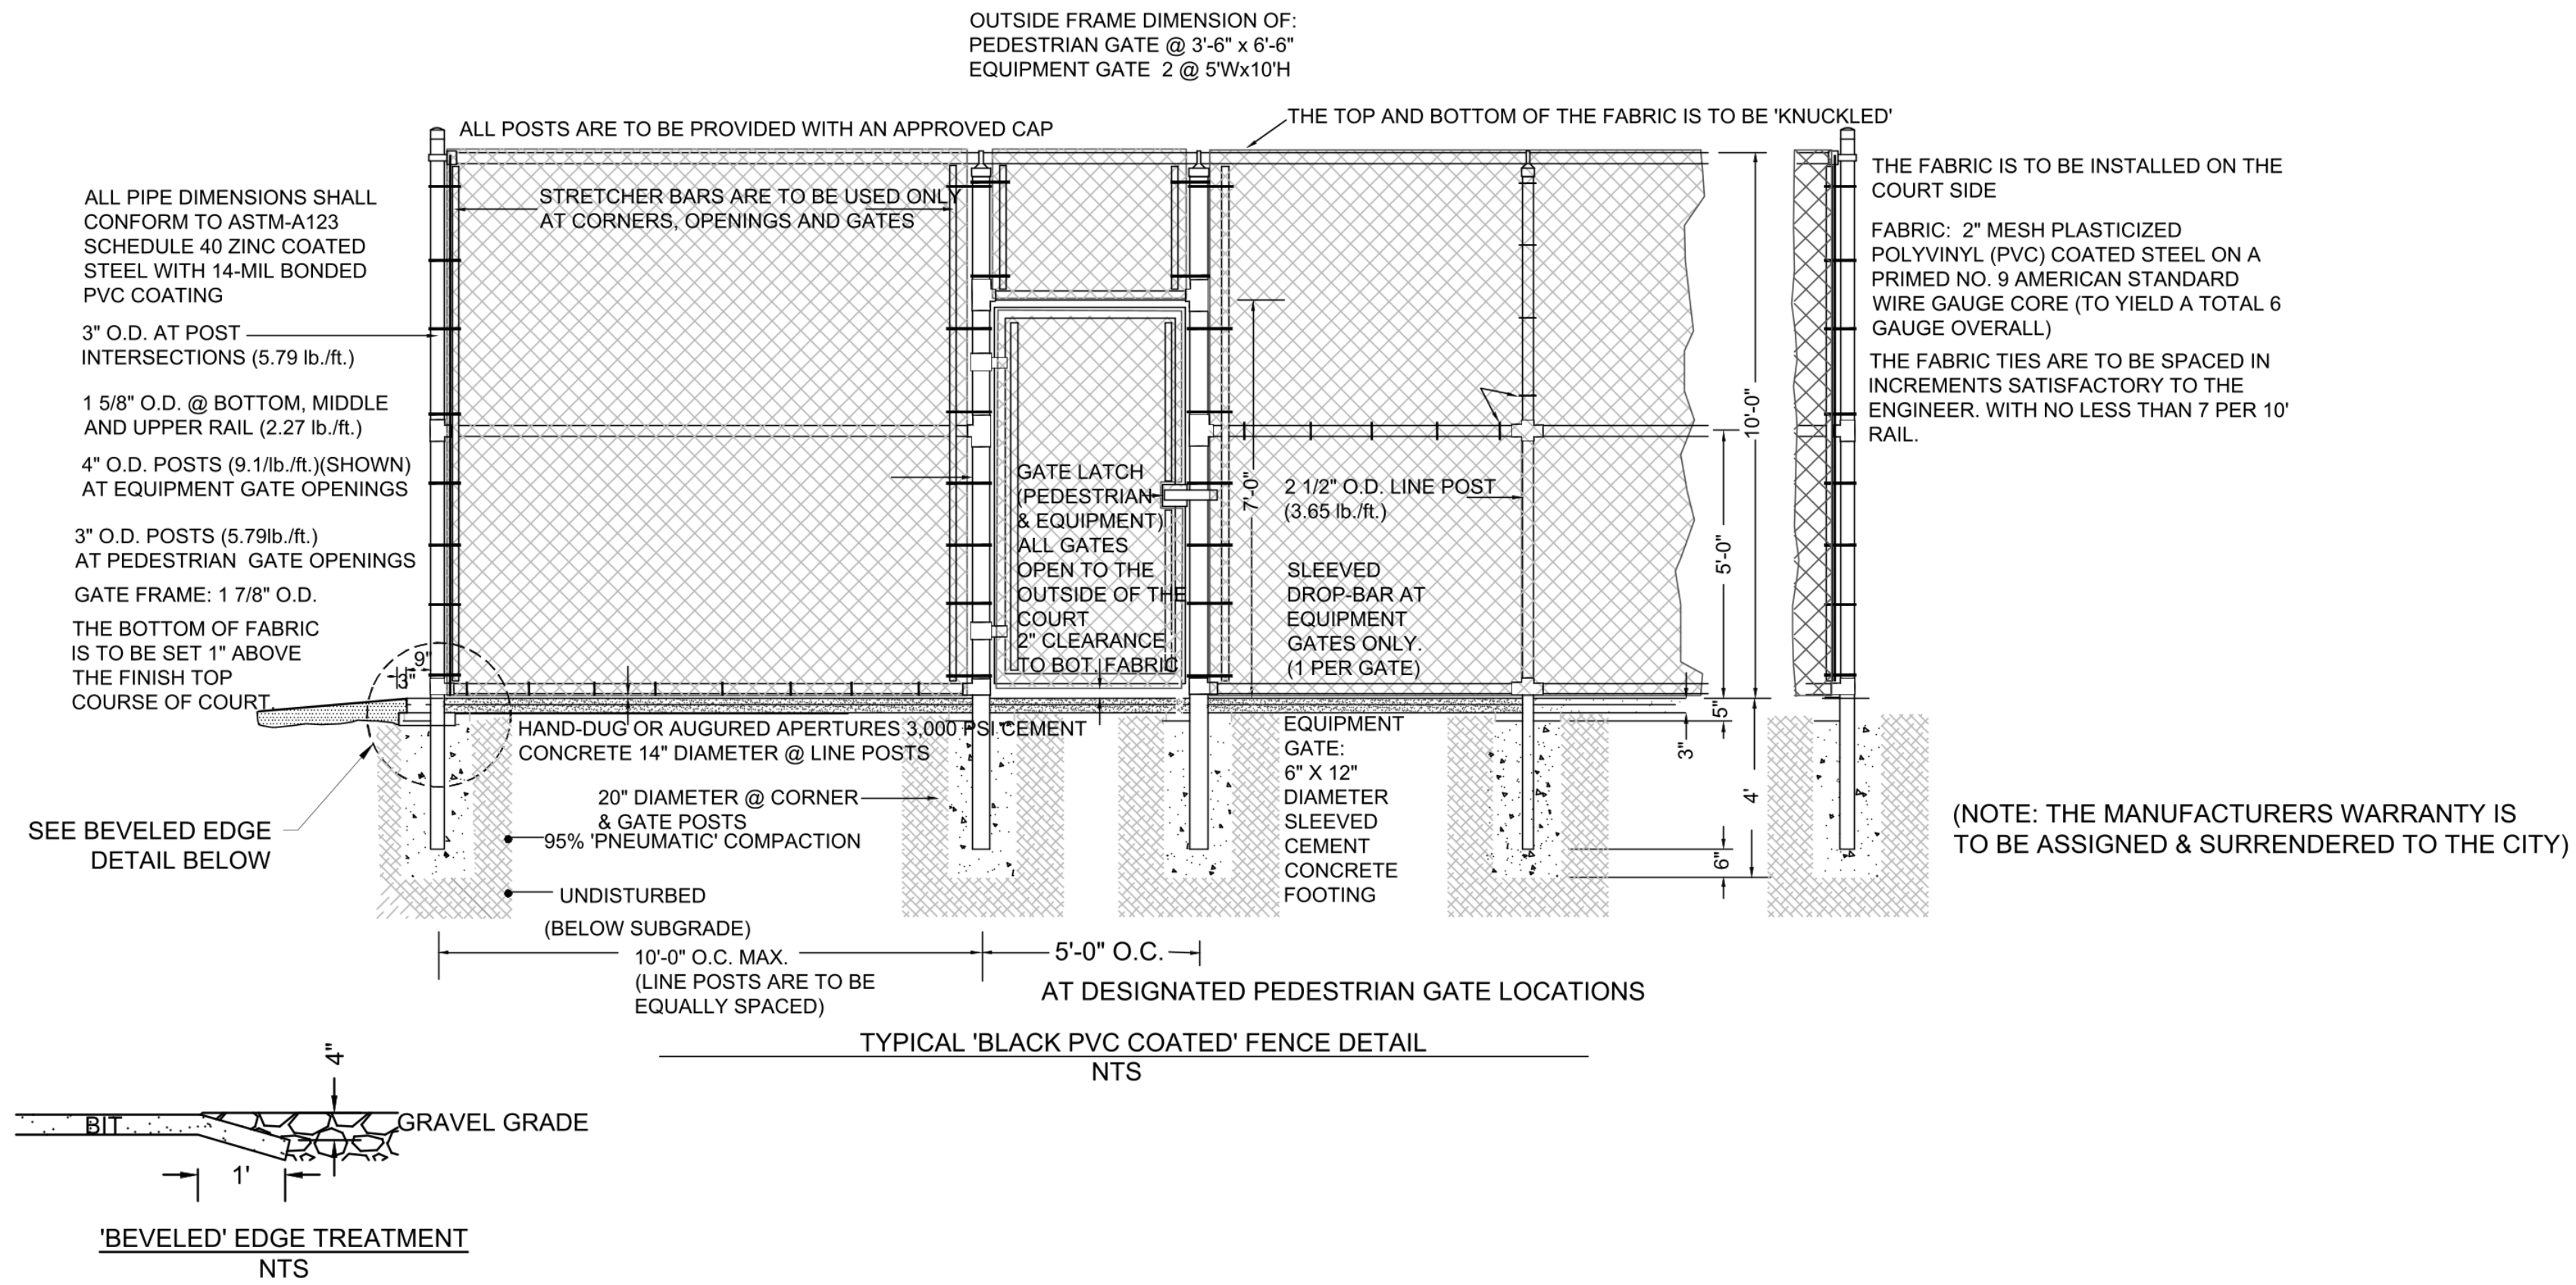 OUTSIDE FRAME DIMENSION OF:
PEDESTRIAN GATE @ 3'-6" x 6'-6"
EQUIPMENT GATE 2 @ 5'Wx10'H
THE TOP AND BOTTOM OF THE FABRIC IS TO BE 'KNUCKLED'
ALL POSTS ARE TO BE PROVIDED WITH AN APPROVED CAP
ALL PIPE DIMENSIONS SHALL
CONFORM TO ASTM-A123
SCHEDULE 40 ZINC COATED
STEEL WITH 14-MIL BONDED
PVC COATING
3" O.D. AT POST
INTERSECTIONS (5.79 lb./ft.)
1 5/8" O.D. @ BOTTOM, MIDDLE
AND UPPER RAIL (2.27 lb./ft.)
4" O.D. POSTS (9.1/lb./ft.)(SHOWN)
AT EQUIPMENT GATE OPENINGS
3" O.D. POSTS (5.79lb./ft.)
AT PEDESTRIAN GATE OPENINGS
GATE FRAME: 1 7/8" O.D.
THE BOTTOM OF FABRIC
IS TO BE SET 1" ABOVE
THE FINISH TOP
COURSE OF COURT.
9"
3"
SEE BEVELED EDGE
DETAIL BELOW
STRETCHER BARS ARE TO BE USED ONLY
AT CORNERS, OPENINGS AND GATES
GATE LATCH
(PEDESTRIAN
& EQUIPMENT)
ALL GATES
OPEN TO THE
OUTSIDE OF THE
COURT
2" CLEARANCE
TO BOT. FABRIC
7'-0"
2 1/2" O.D. LINE POST
(3.65 lb./ft.)
SLEEVED
DROP-BAR AT
EQUIPMENT
GATES ONLY.
(1 PER GATE)
10'-0"
5'-0"
5"
3"
4'
6"
THE FABRIC IS TO BE INSTALLED ON THE
COURT SIDE
FABRIC: 2" MESH PLASTICIZED
POLYVINYL (PVC) COATED STEEL ON A
PRIMED NO. 9 AMERICAN STANDARD
WIRE GAUGE CORE (TO YIELD A TOTAL 6
GAUGE OVERALL)
THE FABRIC TIES ARE TO BE SPACED IN
INCREMENTS SATISFACTORY TO THE
ENGINEER. WITH NO LESS THAN 7 PER 10'
RAIL.
(NOTE: THE MANUFACTURERS WARRANTY IS
TO BE ASSIGNED & SURRENDERED TO THE CITY)
HAND-DUG OR AUGURED APERTURES 3,000 PSI CEMENT
CONCRETE 14" DIAMETER @ LINE POSTS
20" DIAMETER @ CORNER
& GATE POSTS
95% 'PNEUMATIC' COMPACTION
UNDISTURBED
(BELOW SUBGRADE)
EQUIPMENT
GATE:
6" X 12"
DIAMETER
SLEEVED
CEMENT
CONCRETE
FOOTING
10'-0" O.C. MAX.
(LINE POSTS ARE TO BE
EQUALLY SPACED)
5'-0" O.C.
AT DESIGNATED PEDESTRIAN GATE LOCATIONS
TYPICAL 'BLACK PVC COATED' FENCE DETAIL
NTS
4"
BIT
GRAVEL GRADE
1'
'BEVELED' EDGE TREATMENT
NTS